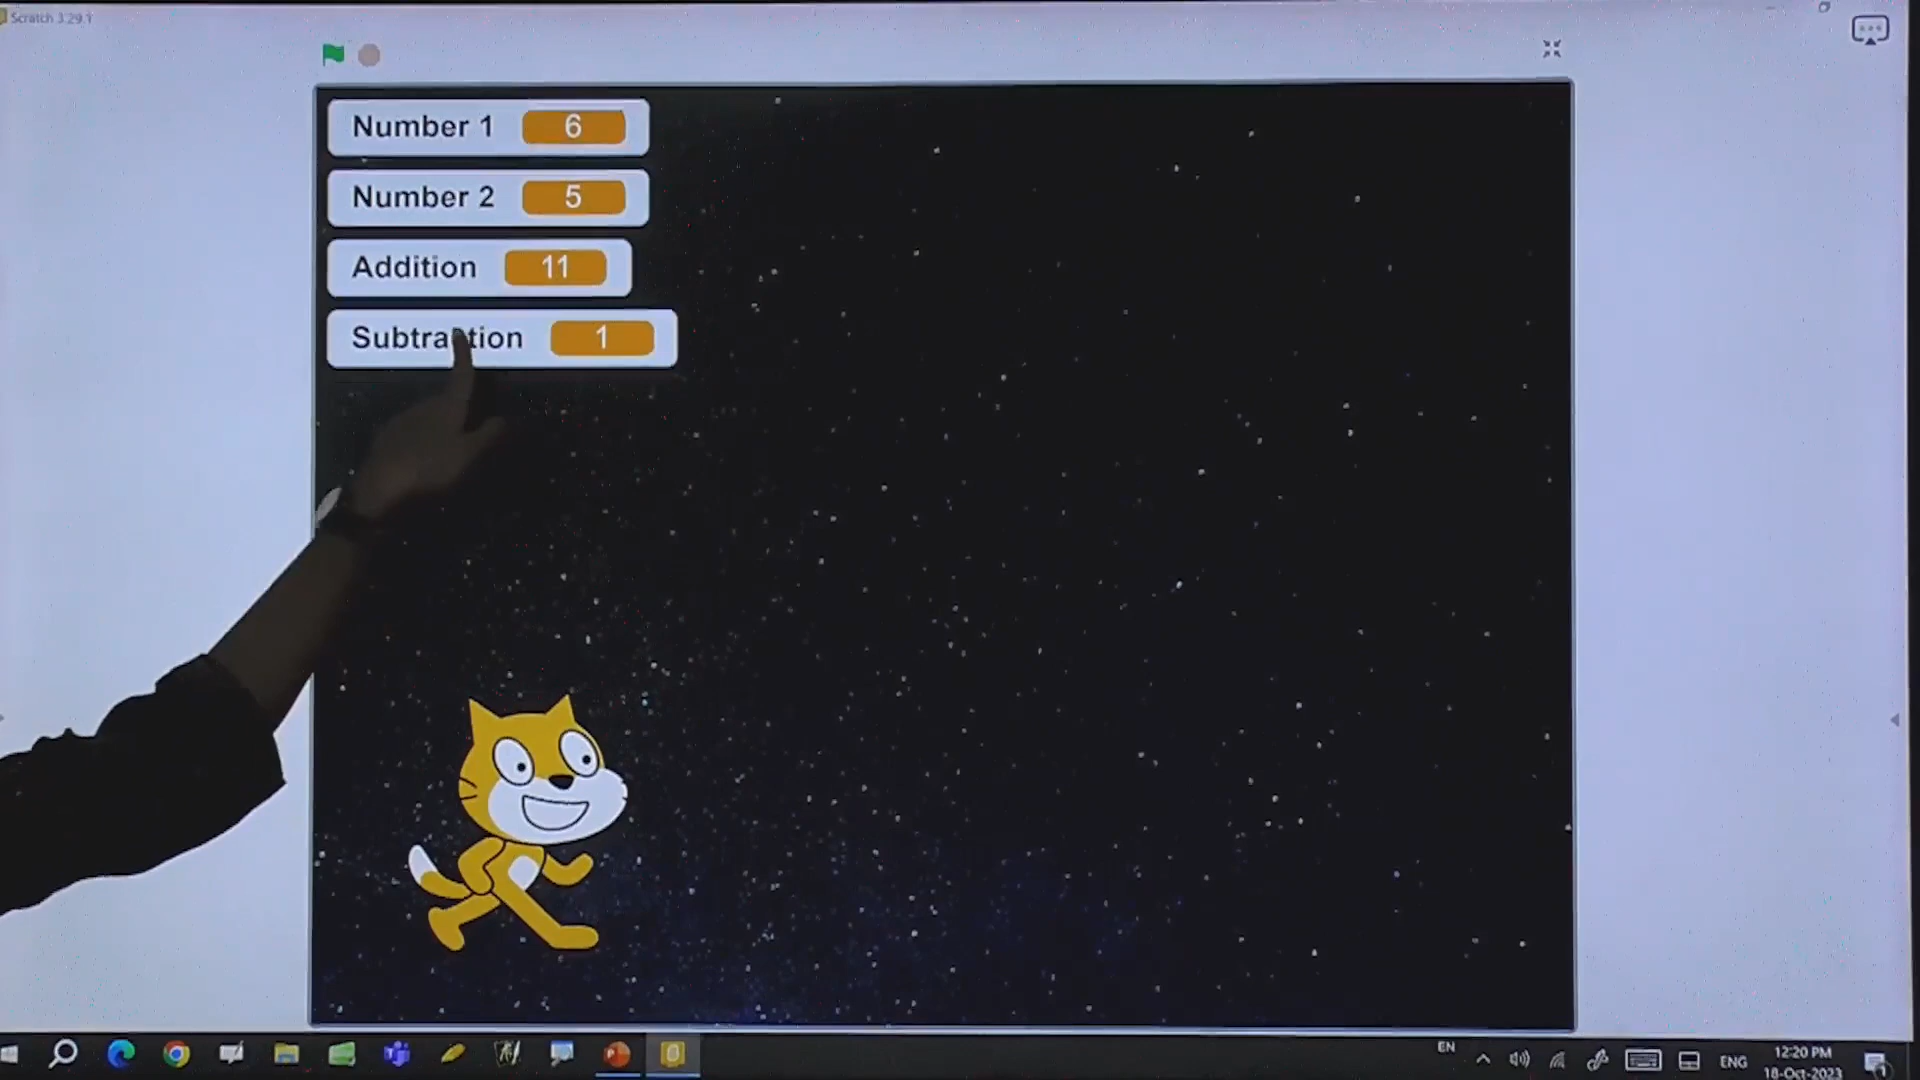 Scratch 3.29.1
Number 1 6
Number 2 5
Addition 11
Subtraction 1
EN
ENG
12:20 PM
18-Oct-2023
1